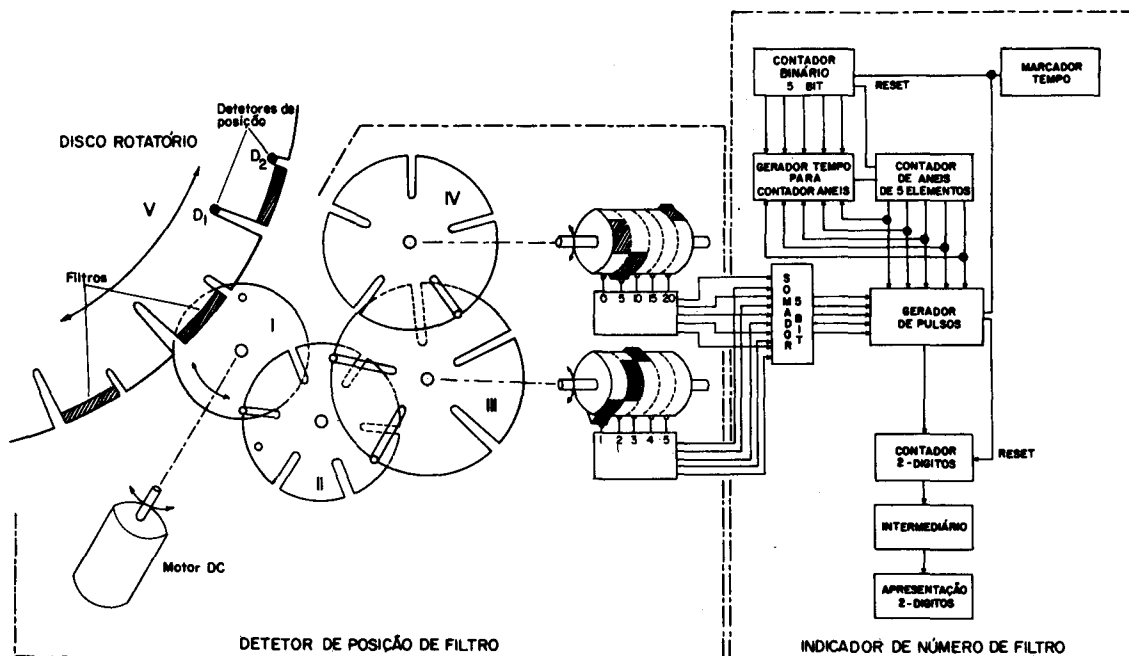 DISCO ROTATÓRIO
Detetores de
posição
D2
D1
V
Filtros
I
II
III
IV
Motor DC
0 5 10 15 20
1 2 3 4 5
DETETOR DE POSIÇÃO DE FILTRO
CONTADOR
BINÁRIO
5 BIT
RESET
MARCADOR
TEMPO
GERADOR TEMPO
PARA
CONTADOR ANEIS
CONTADOR
DE ANEIS
DE 5 ELEMENTOS
SOMADOR
5 BIT
GERADOR
DE PULSOS
CONTADOR
2-DIGITOS
RESET
INTERMEDIÁRIO
APRESENTAÇÃO
2-DIGITOS
INDICADOR DE NÚMERO DE FILTRO